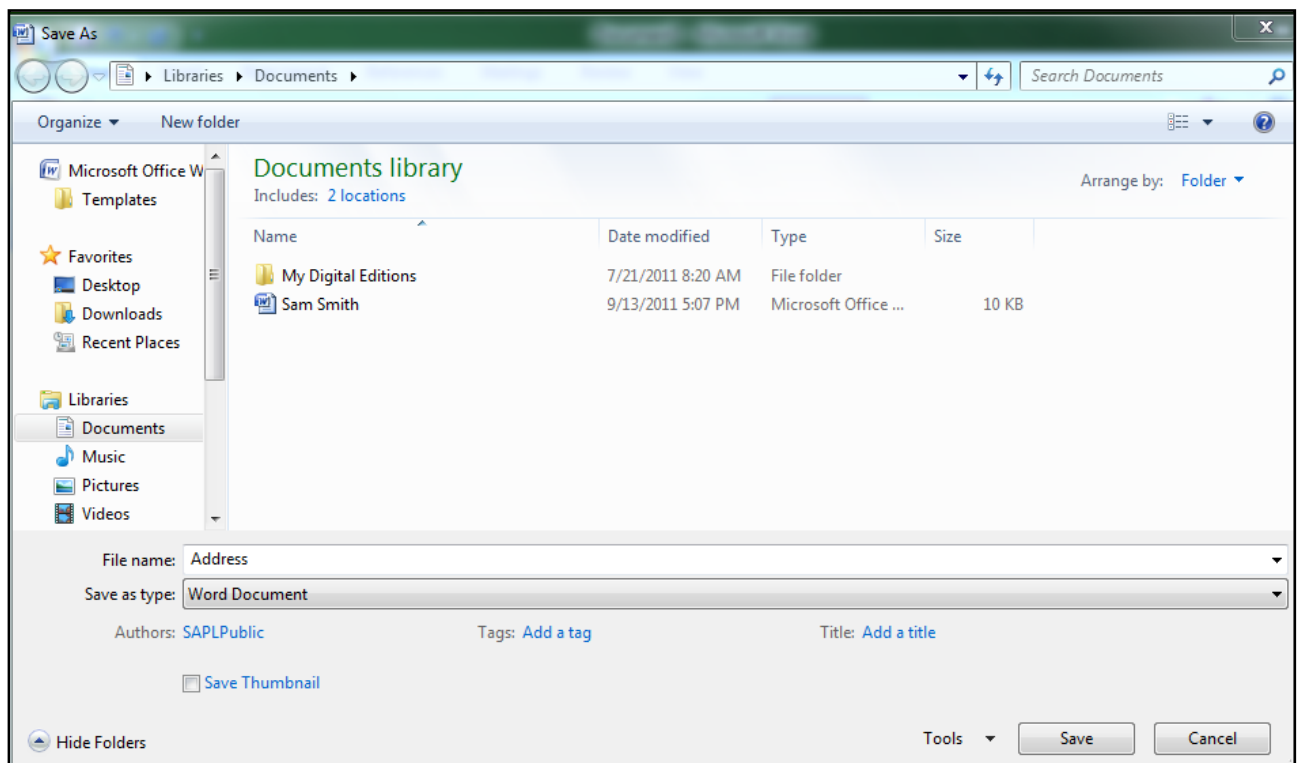 Save As
x
Libraries Documents
Search Documents
Organize New folder
Microsoft Office W
Templates
Favorites
Desktop
Downloads
Recent Places
Libraries
Documents
Music
Pictures
Videos
Documents library
Includes: 2 locations
Arrange by: Folder
Name Date modified Type Size
My Digital Editions 7/21/2011 8:20 AM File folder
Sam Smith 9/13/2011 5:07 PM Microsoft Office ... 10 KB
File name: Address
Save as type: Word Document
Authors: SAPLPublic Tags: Add a tag Title: Add a title
Save Thumbnail
Hide Folders Tools Save Cancel